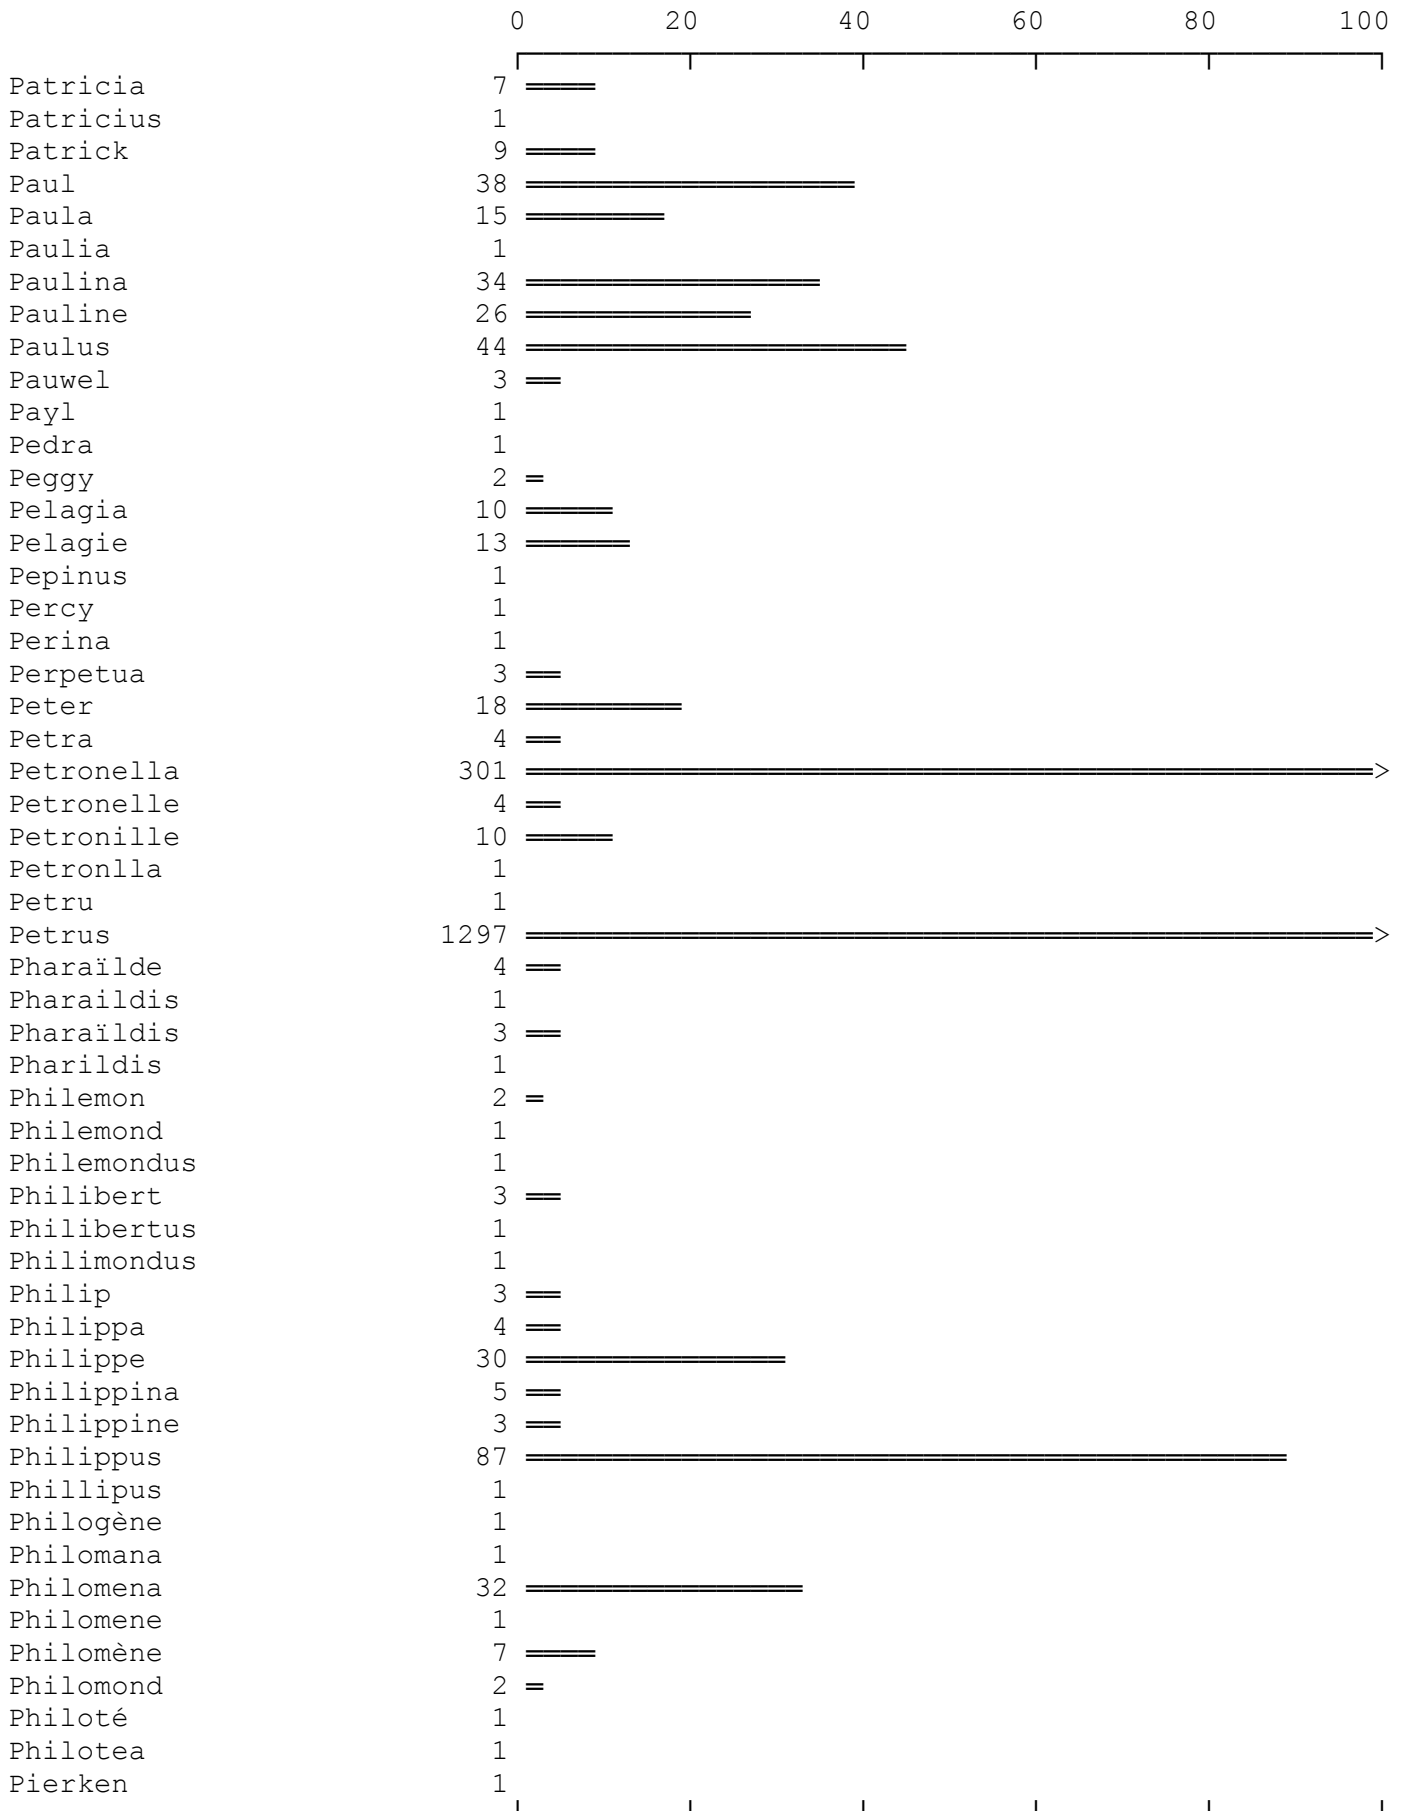 0 20 40 60 80 100
Patricia 7
Patricius 1
Patrick 9
Paul 38
Paula 15
Paulia 1
Paulina 34
Pauline 26
Paulus 44
Pauwel 3
Payl 1
Pedra 1
Peggy 2
Pelagia 10
Pelagie 13
Pepinus 1
Percy 1
Perina 1
Perpetua 3
Peter 18
Petra 4
Petronella 301 >
Petronelle 4
Petronille 10
Petronlla 1
Petru 1
Petrus 1297 >
Pharaïlde 4
Pharaildis 1
Pharaïldis 3
Pharildis 1
Philemon 2
Philemond 1
Philemondus 1
Philibert 3
Philibertus 1
Philimondus 1
Philip 3
Philippa 4
Philippe 30
Philippina 5
Philippine 3
Philippus 87
Phillipus 1
Philogène 1
Philomana 1
Philomena 32
Philomene 1
Philomène 7
Philomond 2
Philoté 1
Philotea 1
Pierken 1